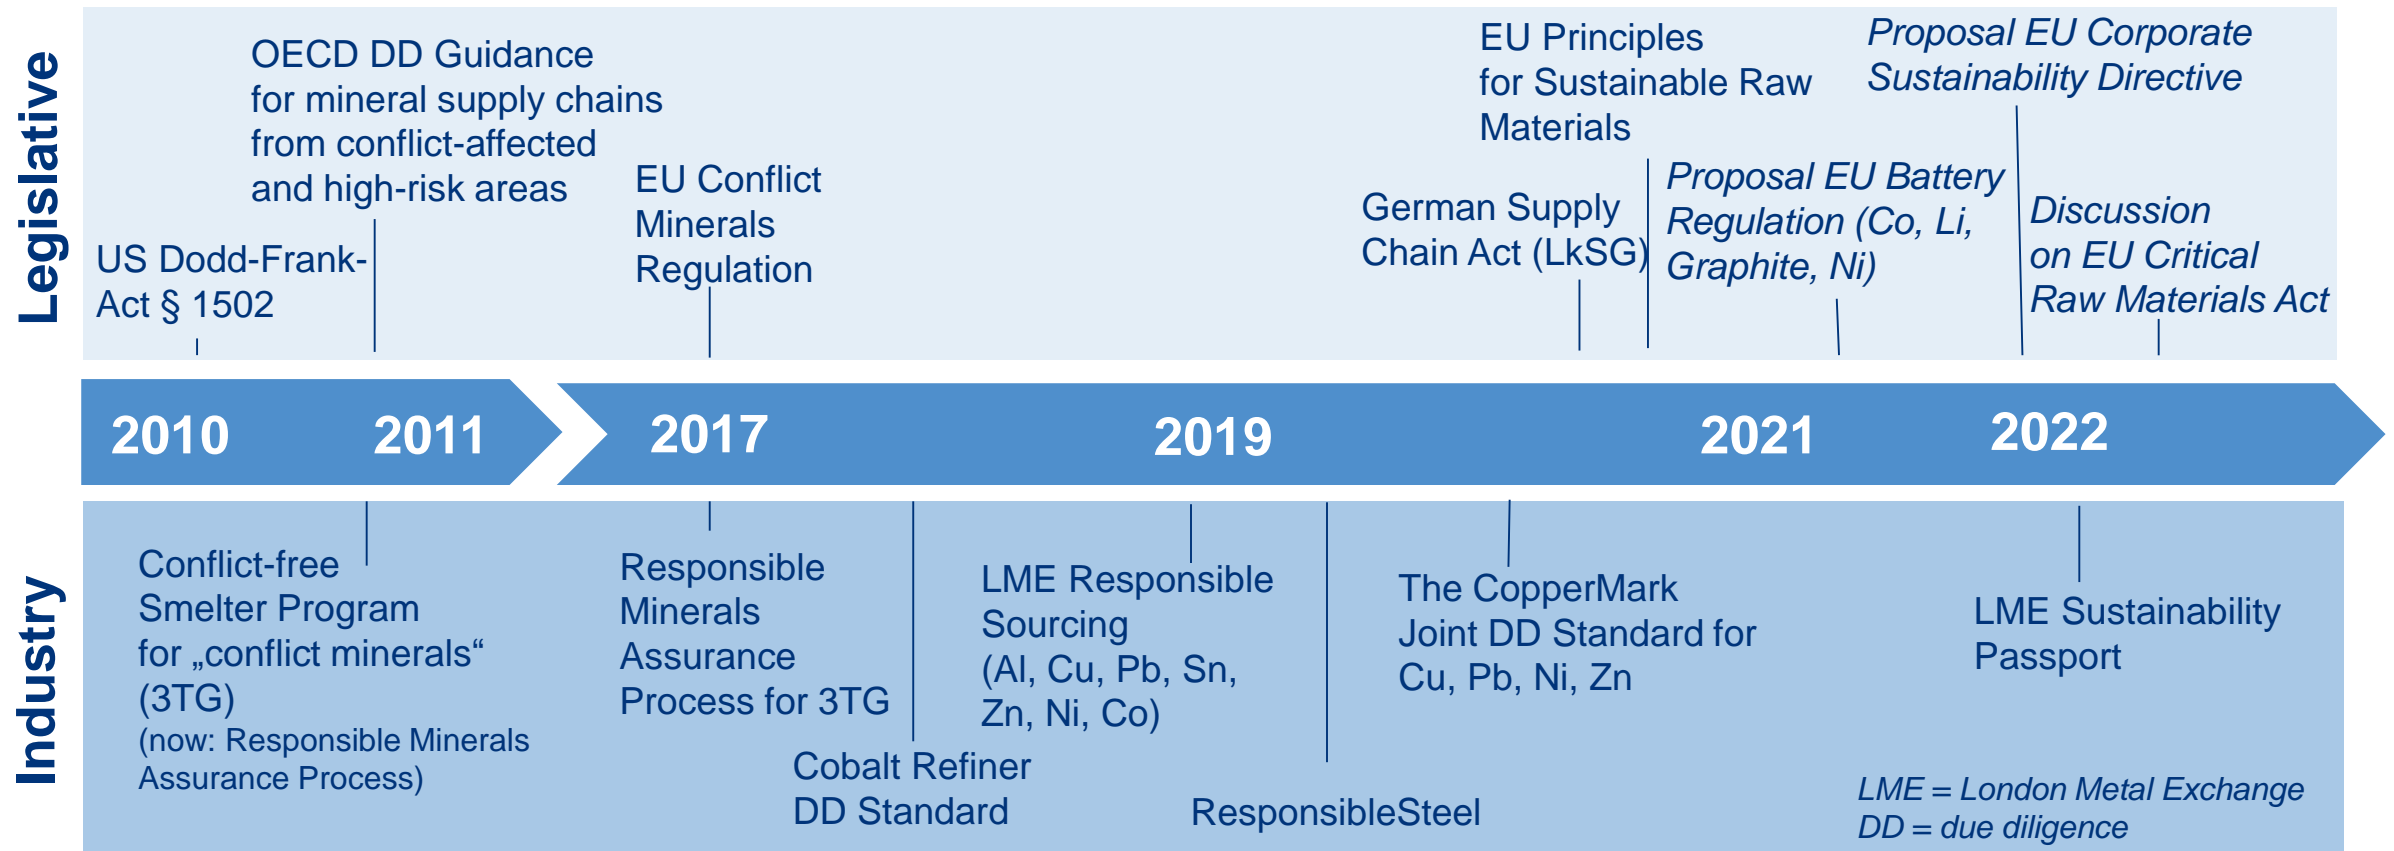 Legislative
US Dodd-Frank-
Act § 1502
OECD DD Guidance
for mineral supply chains
from conflict-affected
and high-risk areas
EU Conflict
Minerals
Regulation
German Supply
Chain Act (LkSG)
EU Principles
for Sustainable Raw
Materials
Proposal EU Battery
Regulation (Co, Li,
Graphite, Ni)
Proposal EU Corporate
Sustainability Directive
Discussion
on EU Critical
Raw Materials Act
2010
2011
2017
2019
2021
2022
Industry
Conflict-free
Smelter Program
for „conflict minerals“
(3TG)
(now: Responsible Minerals
Assurance Process)
Responsible
Minerals
Assurance
Process for 3TG
Cobalt Refiner
DD Standard
LME Responsible
Sourcing
(Al, Cu, Pb, Sn,
Zn, Ni, Co)
ResponsibleSteel
The CopperMark
Joint DD Standard for
Cu, Pb, Ni, Zn
LME Sustainability
Passport
LME = London Metal Exchange
DD = due diligence